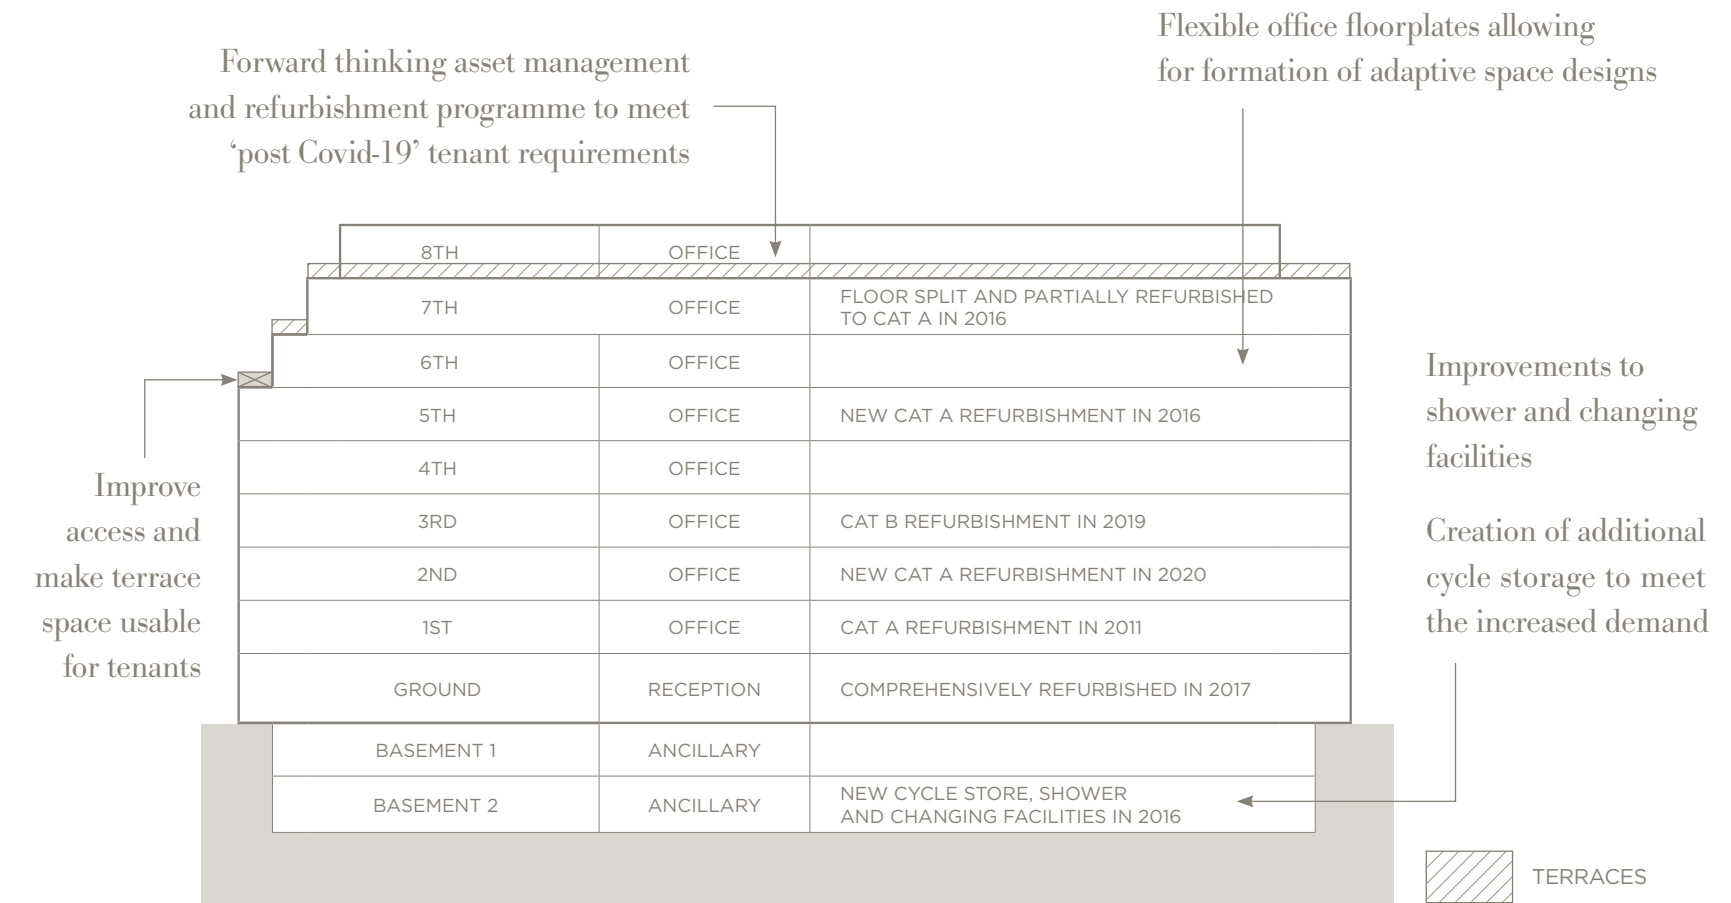 Flexible office floorplates allowing
for formation of adaptive space designs
Forward thinking asset management
and refurbishment programme to meet
‘post Covid-19’ tenant requirements
8TH OFFICE
7TH OFFICE FLOOR SPLIT AND PARTIALLY REFURBISHED
TO CAT A IN 2016
6TH OFFICE
5TH OFFICE NEW CAT A REFURBISHMENT IN 2016
4TH OFFICE
3RD OFFICE CAT B REFURBISHMENT IN 2019
2ND OFFICE NEW CAT A REFURBISHMENT IN 2020
1ST OFFICE CAT A REFURBISHMENT IN 2011
GROUND RECEPTION COMPREHENSIVELY REFURBISHED IN 2017
BASEMENT 1 ANCILLARY
BASEMENT 2 ANCILLARY NEW CYCLE STORE, SHOWER
AND CHANGING FACILITIES IN 2016
Improve
access and
make terrace
space usable
for tenants
Improvements to
shower and changing
facilities
Creation of additional
cycle storage to meet
the increased demand
TERRACES